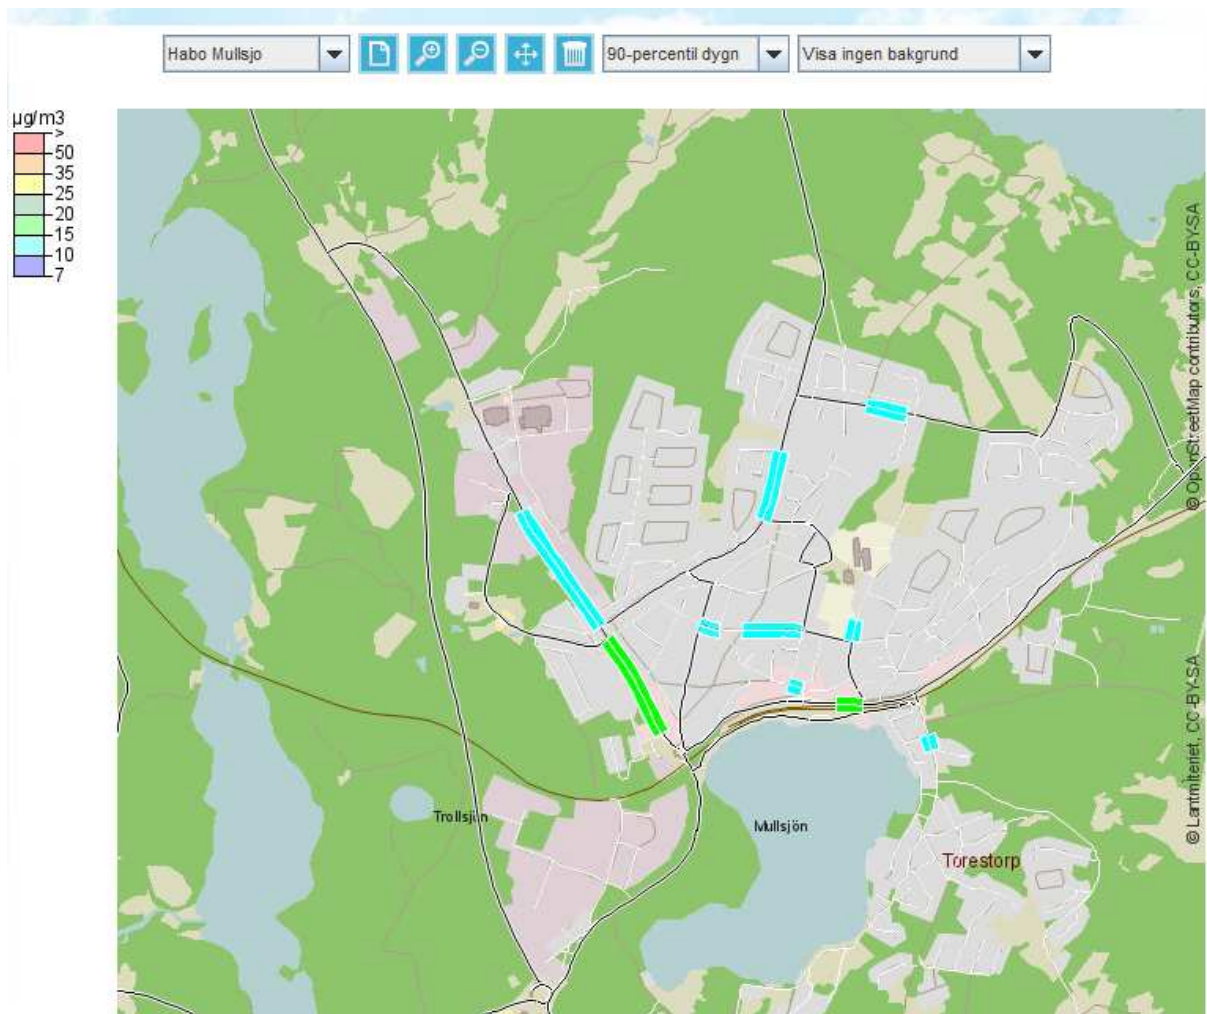 Habo Mullsjo
90-percentil dygn
Visa ingen bakgrund
µg/m3
>
50
35
25
20
15
10
7
© OpenStreetMap contributors, CC-BY-SA
© Lantmäteriet, CC-BY-SA
Trollsjön
Mullsjön
Torestorp